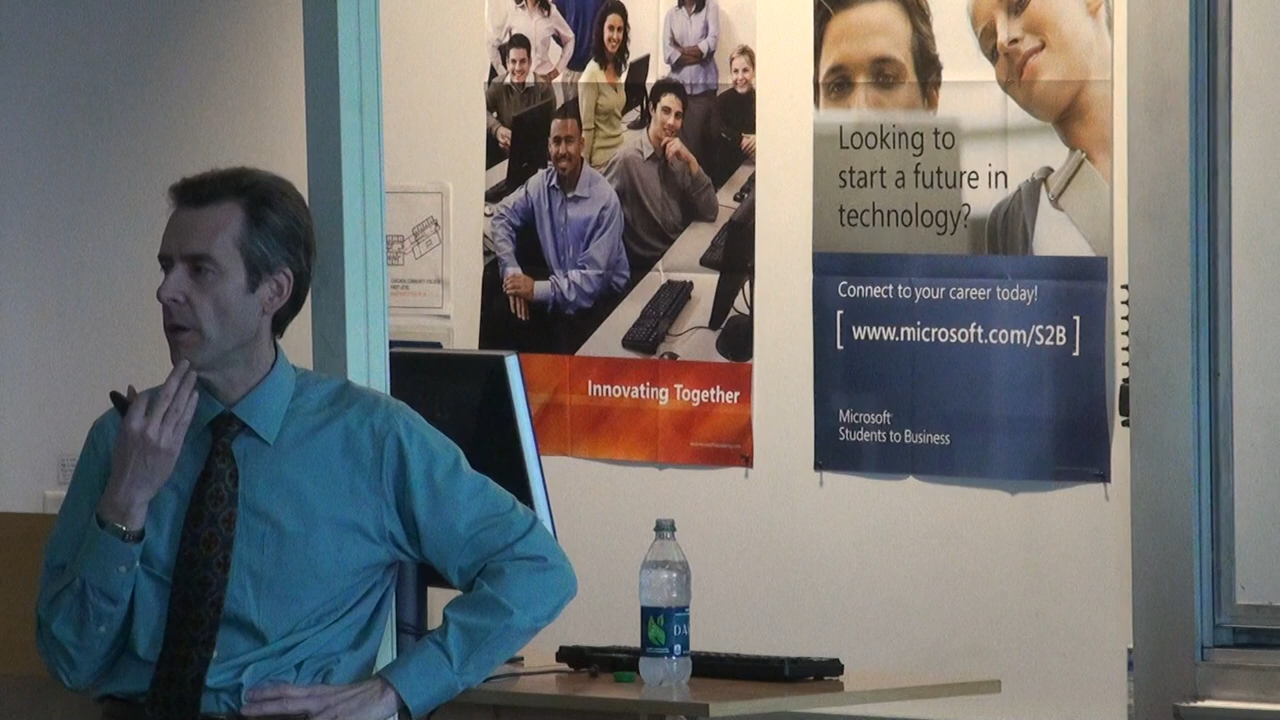 Looking to
start a future in
technology?
Connect to your career today!
[ www.microsoft.com/S2B ]
Microsoft
Students to Business
Innovating Together
DA